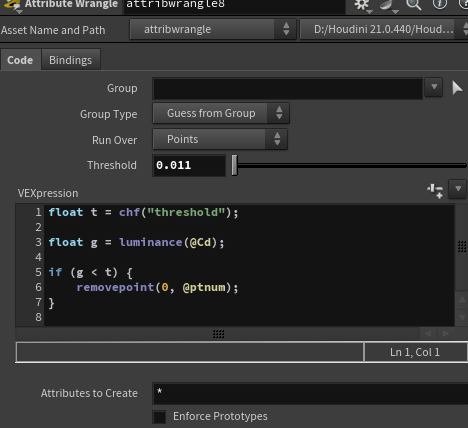 Attribute Wrangle attribwrangle8
Asset Name and Path attribwrangle D:/Houdini 21.0.440/Houd...
Code Bindings
Group
Group Type Guess from Group
Run Over Points
Threshold 0.011
VEXpression
1 float t = chf("threshold");
2
3 float g = luminance(@Cd);
4
5 if (g < t) {
6 removepoint(0, @ptnum);
7 }
8
Ln 1, Col 1
Attributes to Create *
Enforce Prototypes